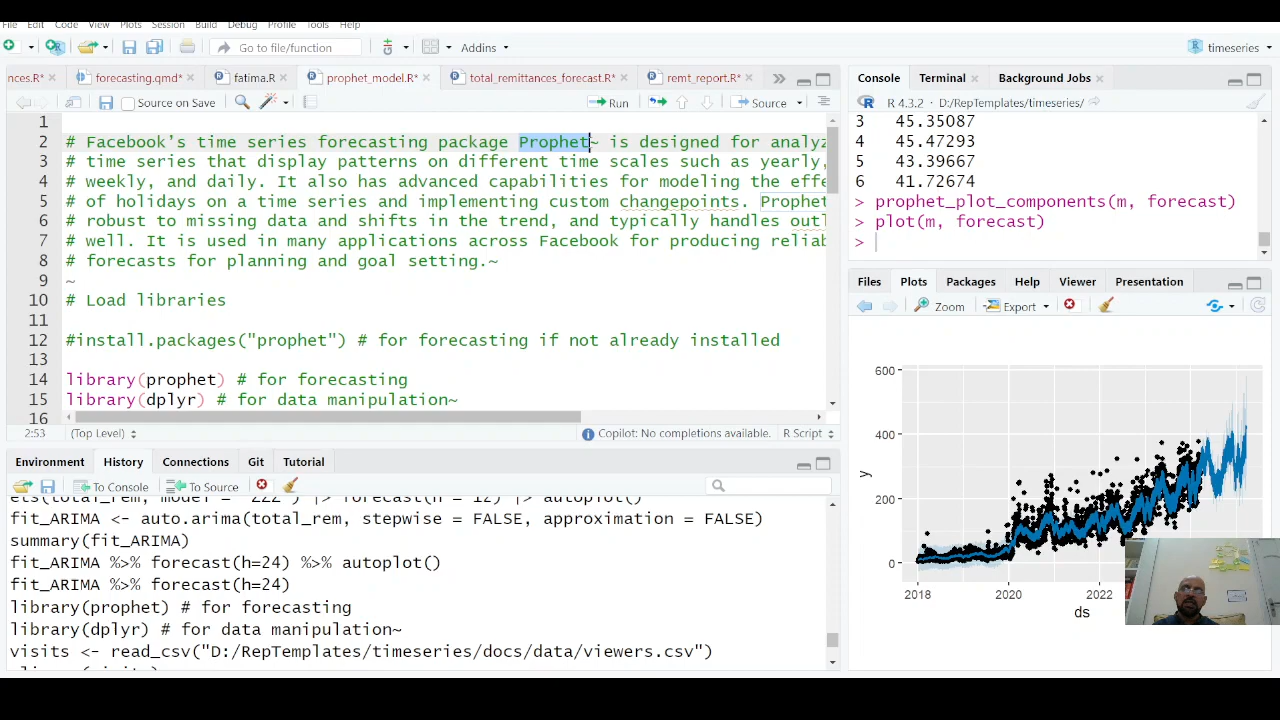 File Edit Code View Plots Session Build Debug Profile Tools Help
Go to file/function Addins timeseries
nces.R* forecasting.qmd* fatima.R prophet_model.R* total_remittances_forecast.R* remt_report.R*
Source on Save Run Source
1
2 # Facebook’s time series forecasting package Prophet~ is designed for analyz
3 # time series that display patterns on different time scales such as yearly,
4 # weekly, and daily. It also has advanced capabilities for modeling the effe
5 # of holidays on a time series and implementing custom changepoints. Prophet
6 # robust to missing data and shifts in the trend, and typically handles outl
7 # well. It is used in many applications across Facebook for producing reliab
8 # forecasts for planning and goal setting.~
9 ~
10 # Load libraries
11
12 #install.packages("prophet") # for forecasting if not already installed
13
14 library(prophet) # for forecasting
15 library(dplyr) # for data manipulation~
16
2:53 (Top Level) Copilot: No completions available. R Script
Environment History Connections Git Tutorial
To Console To Source
ets(total_rem, model = "ZZZ") |> forecast(h = 12) |> autoplot()
fit_ARIMA <- auto.arima(total_rem, stepwise = FALSE, approximation = FALSE)
summary(fit_ARIMA)
fit_ARIMA %>% forecast(h=24) %>% autoplot()
fit_ARIMA %>% forecast(h=24)
library(prophet) # for forecasting
library(dplyr) # for data manipulation~
visits <- read_csv("D:/RepTemplates/timeseries/docs/data/viewers.csv")
Console Terminal Background Jobs
R 4.3.2 · D:/RepTemplates/timeseries/
3 45.35087
4 45.47293
5 43.39667
6 41.72674
> prophet_plot_components(m, forecast)
> plot(m, forecast)
>
Files Plots Packages Help Viewer Presentation
Zoom Export
600
400
200
0
y
2018 2020 2022
ds